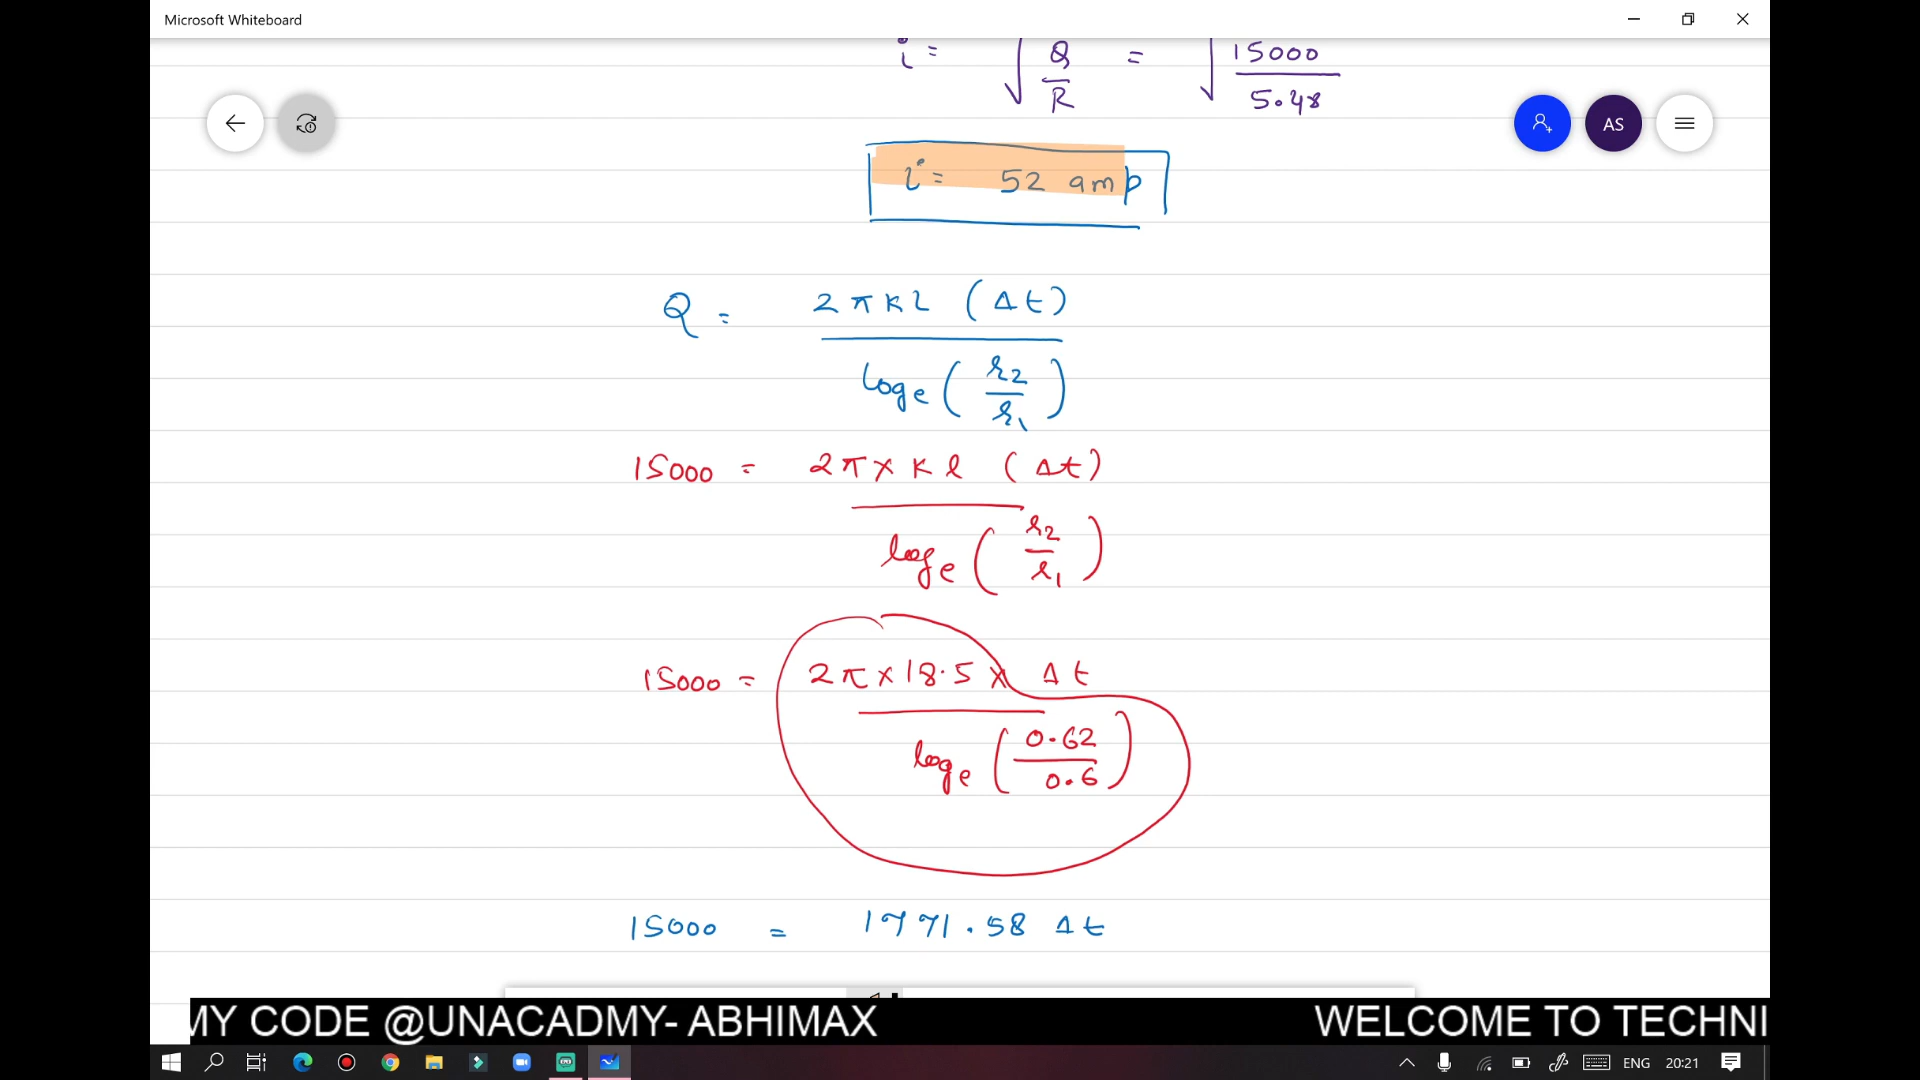 Microsoft Whiteboard
i = √ Q/R = √ 15000/5.48
AS
i = 52 amp
Q = 2πkl (Δt)
loge (r2/r1)
15000 = 2π× kl (Δt)
loge (r2/r1)
15000 = 2π×18.5× Δt
loge (0.62/0.6)
15000 = 1771.58 Δt
MY CODE @UNACADMY- ABHIMAX WELCOME TO TECHNI
ENG 20:21